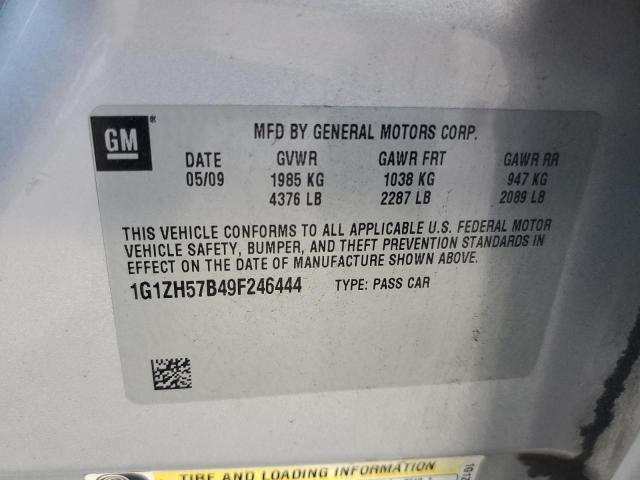 GM®
MFD BY GENERAL MOTORS CORP.
DATE GVWR GAWR FRT GAWR RR
05/09 1985 KG 1038 KG 947 KG
4376 LB 2287 LB 2089 LB
THIS VEHICLE CONFORMS TO ALL APPLICABLE U.S. FEDERAL MOTOR
VEHICLE SAFETY, BUMPER, AND THEFT PREVENTION STANDARDS IN
EFFECT ON THE DATE OF MANUFACTURE SHOWN ABOVE.
1G1ZH57B49F246444 TYPE: PASS CAR
TIRE AND LOADING INFORMATION